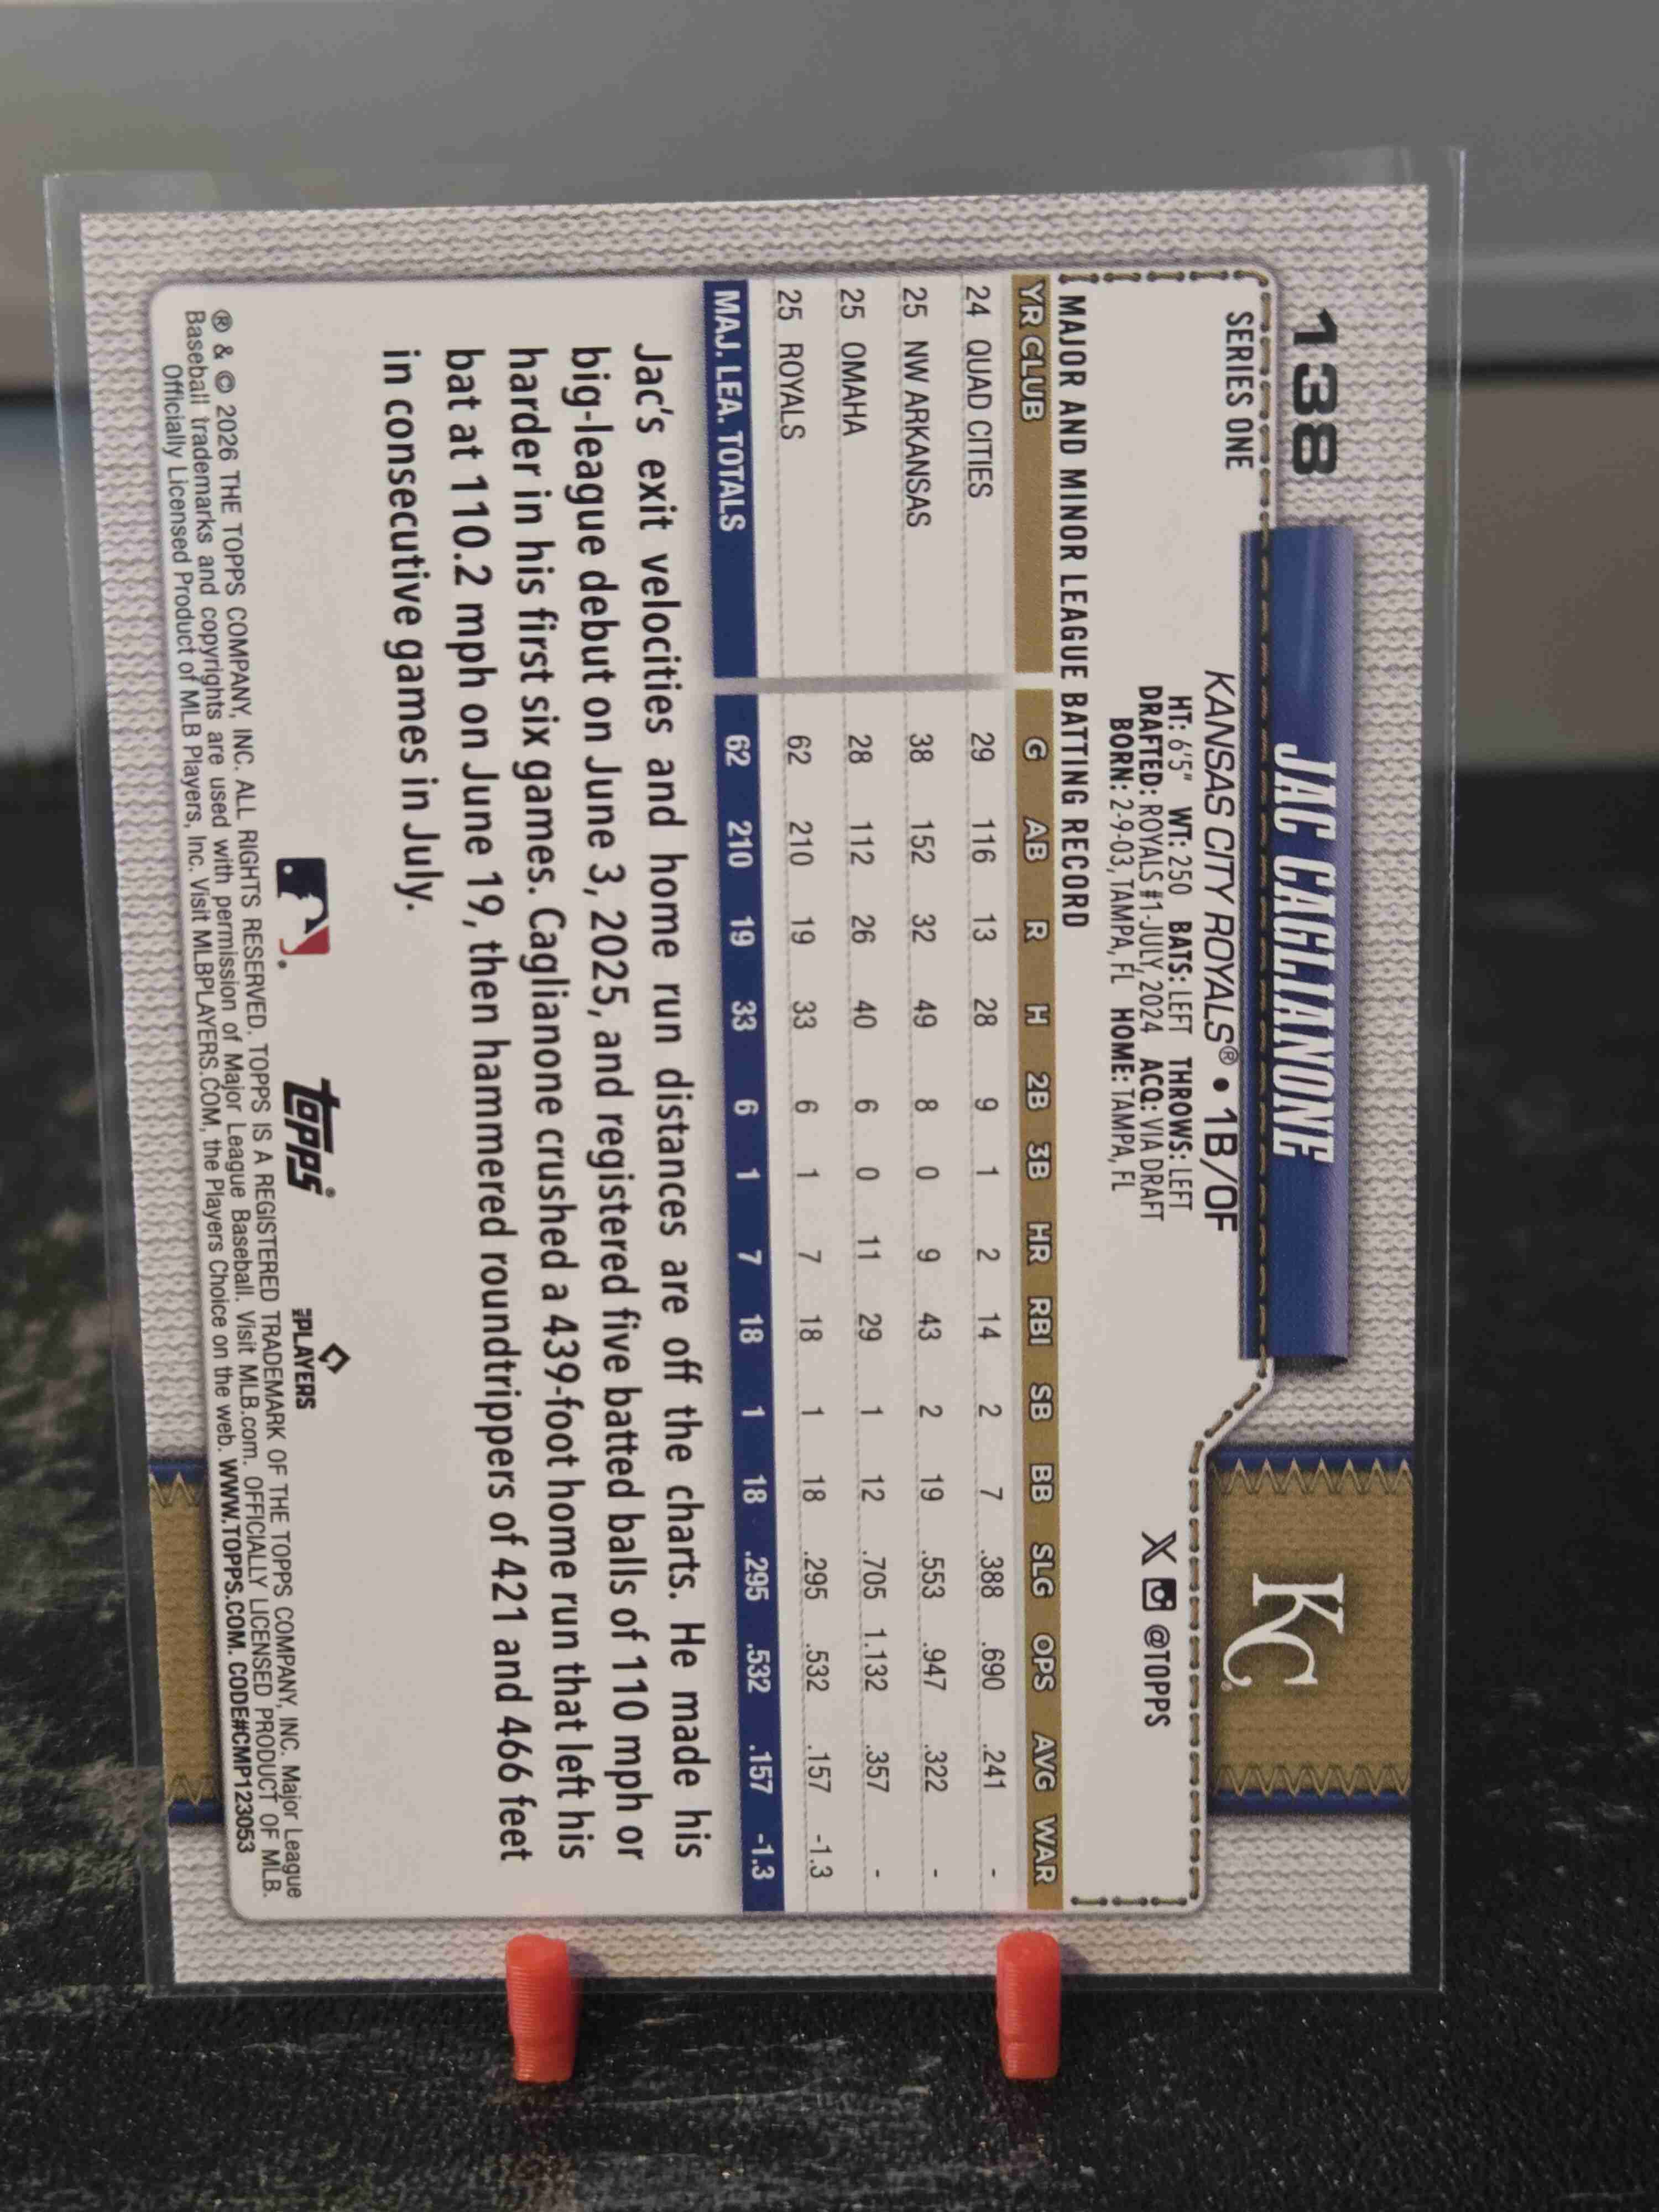 138
JAC CAGLIANONE
KC
SERIES ONE
KANSAS CITY ROYALS® • 1B/OF
HT: 6'5" WT: 250 BATS: LEFT THROWS: LEFT
DRAFTED: ROYALS #1-JULY, 2024 ACQ: VIA DRAFT
BORN: 2-9-03, TAMPA, FL HOME: TAMPA, FL
X @TOPPS
MAJOR AND MINOR LEAGUE BATTING RECORD
YR CLUB G AB R H 2B 3B HR RBI SB BB SLG OPS AVG WAR
24 QUAD CITIES 29 116 13 28 9 1 2 14 2 7 .388 .690 .241 -
25 NW ARKANSAS 38 152 32 49 8 0 9 43 2 19 .553 .947 .322 -
25 OMAHA 28 112 26 40 6 0 11 29 1 12 .705 1.132 .357 -
25 ROYALS 62 210 19 33 6 1 7 18 1 18 .295 .532 .157 -1.3
MAJ. LEA. TOTALS 62 210 19 33 6 1 7 18 1 18 .295 .532 .157 -1.3
Jac's exit velocities and home run distances are off the charts. He made his
big-league debut on June 3, 2025, and registered five batted balls of 110 mph or
harder in his first six games. Caglianone crushed a 439-foot home run that left his
bat at 110.2 mph on June 19, then hammered roundtrippers of 421 and 466 feet
in consecutive games in July.
topps®
PLAYERS
® & © 2026 THE TOPPS COMPANY, INC. ALL RIGHTS RESERVED. TOPPS IS A REGISTERED TRADEMARK OF THE TOPPS COMPANY, INC. Major League
Baseball trademarks and copyrights are used with permission of Major League Baseball. Visit MLB.com. OFFICIALLY LICENSED PRODUCT OF MLB.
Officially Licensed Product of MLB Players, Inc. Visit MLBPLAYERS.COM, the Players Choice on the web. WWW.TOPPS.COM. CODE#CMP123053